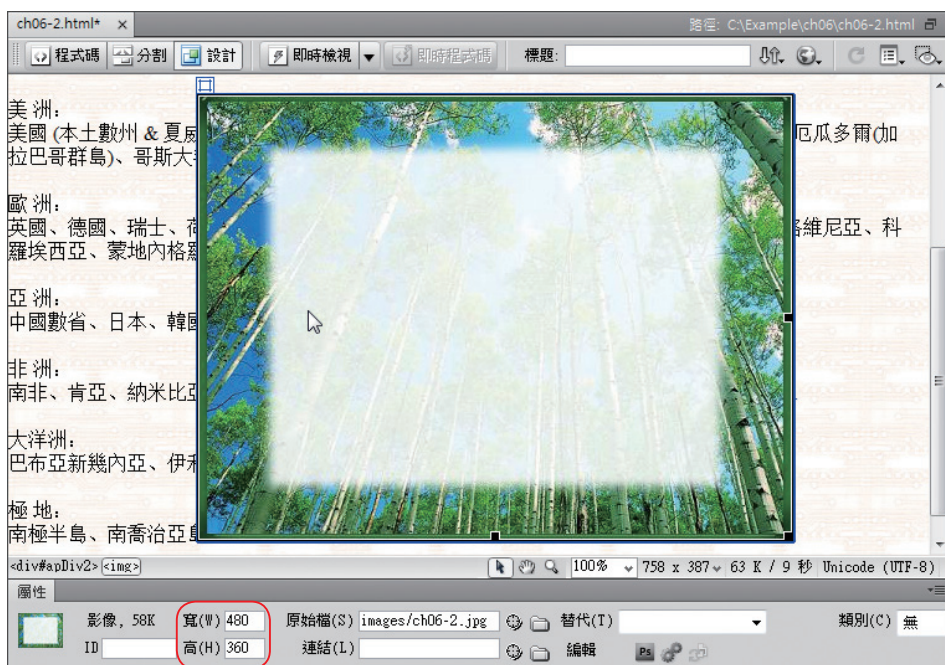 ch06-2.html* ×
路徑: C:\Example\ch06\ch06-2.html
程式碼 分割 設計 即時檢視 即時程式碼 標題:
美 洲:
美國 (本土數州 & 夏威
厄瓜多爾(加
拉巴哥群島)、哥斯大
歐 洲:
英國、德國、瑞士、
維尼亞、科
羅埃西亞、蒙地內格羅
亞 洲:
中國數省、日本、韓國
非 洲:
南非、肯亞、納米比亞
大洋洲:
巴布亞新幾內亞、伊
極 地:
南極半島、南喬治亞島
<div#apDiv2> <img> 100% 758 x 387 63 K / 9 秒 Unicode (UTF-8)
屬性
影像, 58K 寬(W) 480 原始檔(S) images/ch06-2.jpg 替代(T) 類別(C) 無
ID 高(H) 360 連結(L) 編輯 Ps